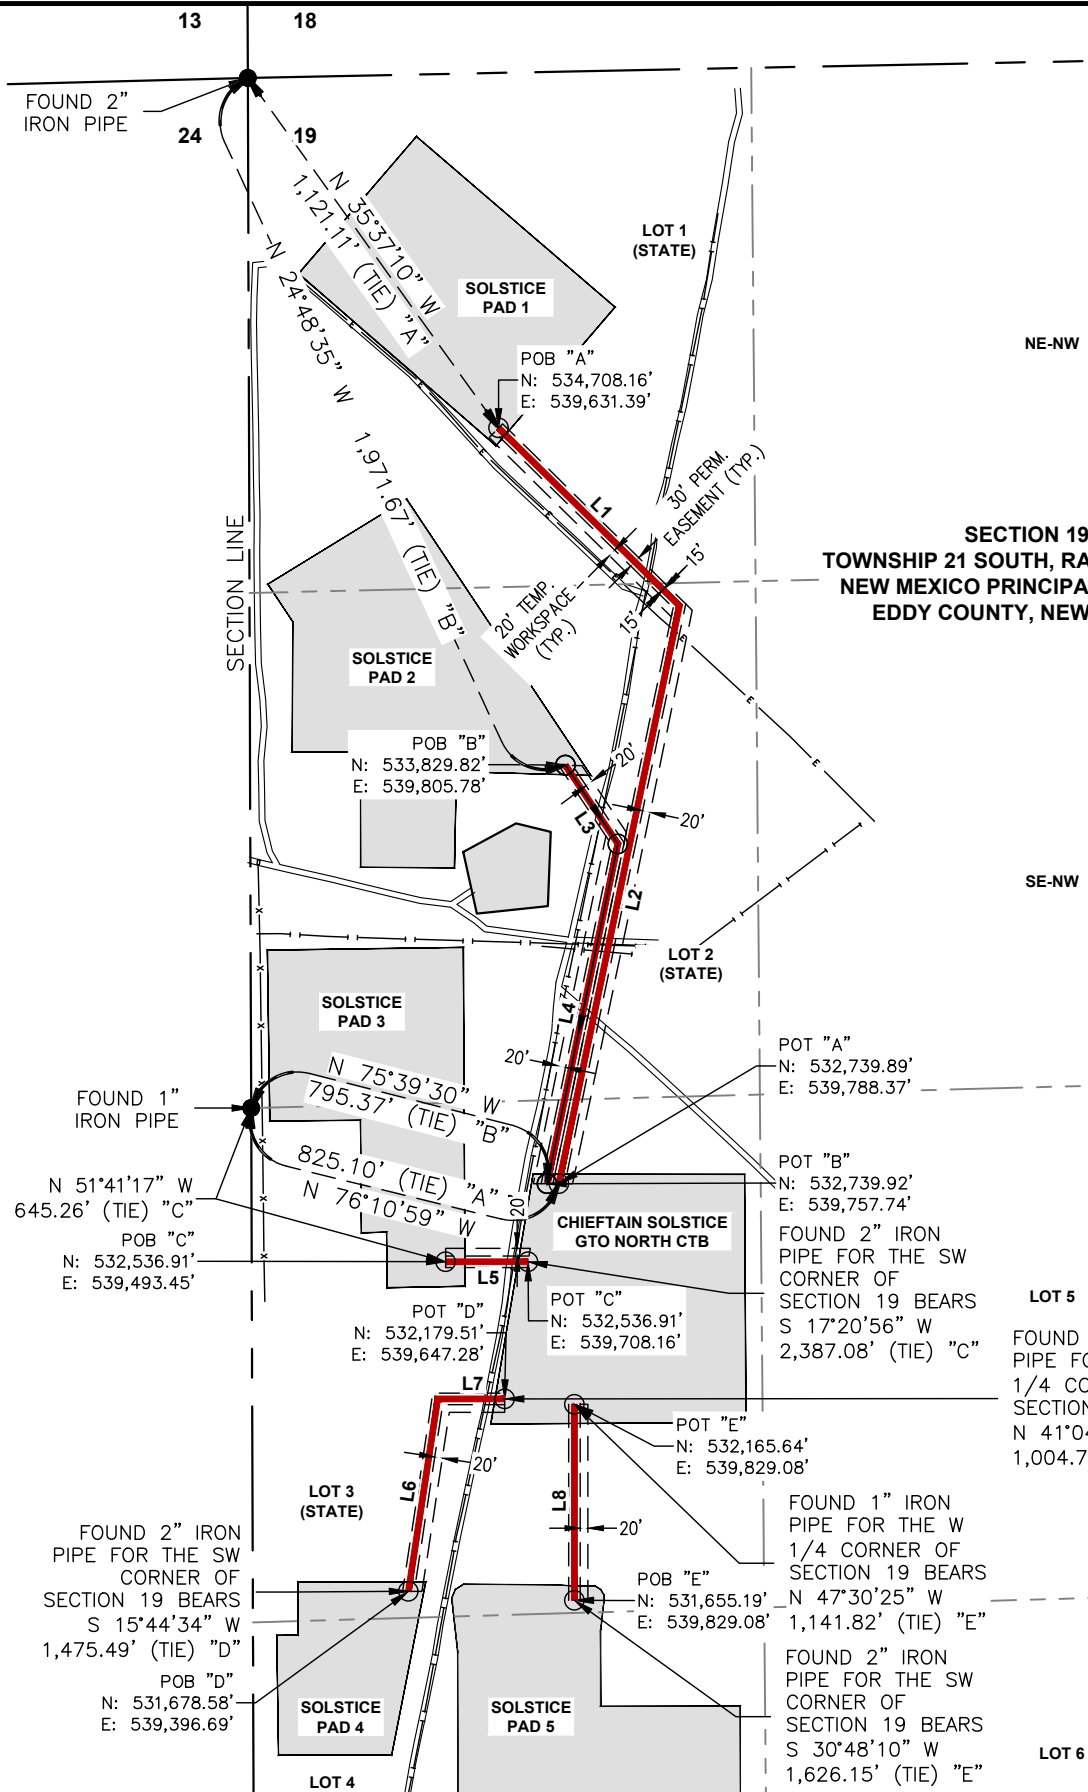 13
18
FOUND 2"
IRON PIPE
24
19
N 35°37'10" W
1,121.11' (TIE) "A"
N 24°48'35" W 1,971.67' (TIE) "B"
LOT 1
(STATE)
SOLSTICE
PAD 1
NE-NW
POB "A"
N: 534,708.16'
E: 539,631.39'
L1
30' PERM.
EASEMENT (TYP.)
15'
15'
20' TEMP.
WORKSPACE
(TYP.)
SECTION LINE
SECTION 19
TOWNSHIP 21 SOUTH, RA
NEW MEXICO PRINCIPA
EDDY COUNTY, NEW
SOLSTICE
PAD 2
POB "B"
N: 533,829.82'
E: 539,805.78'
20'
L3
20'
L2
SE-NW
LOT 2
(STATE)
SOLSTICE
PAD 3
L4
20'
POT "A"
N: 532,739.89'
E: 539,788.37'
FOUND 1"
IRON PIPE
N 75°39'30" W
795.37' (TIE) "B"
825.10' (TIE) "A"
N 76°10'59" W
POT "B"
N: 532,739.92'
E: 539,757.74'
N 51°41'17" W
645.26' (TIE) "C"
20'
CHIEFTAIN SOLSTICE
GTO NORTH CTB
POB "C"
N: 532,536.91'
E: 539,493.45'
L5
FOUND 2" IRON
PIPE FOR THE SW
CORNER OF
SECTION 19 BEARS
S 17°20'56" W
2,387.08' (TIE) "C"
LOT 5
POT "D"
N: 532,179.51'
E: 539,647.28'
POT "C"
N: 532,536.91'
E: 539,708.16'
FOUND
PIPE FO
1/4 CO
SECTION
N 41°04
1,004.7
L7
POT "E"
N: 532,165.64'
E: 539,829.08'
20'
L6
LOT 3
(STATE)
L8
20'
FOUND 1" IRON
PIPE FOR THE W
1/4 CORNER OF
SECTION 19 BEARS
N 47°30'25" W
1,141.82' (TIE) "E"
FOUND 2" IRON
PIPE FOR THE SW
CORNER OF
SECTION 19 BEARS
S 15°44'34" W
1,475.49' (TIE) "D"
POB "E"
N: 531,655.19'
E: 539,829.08'
POB "D"
N: 531,678.58'
E: 539,396.69'
FOUND 2" IRON
PIPE FOR THE SW
CORNER OF
SECTION 19 BEARS
S 30°48'10" W
1,626.15' (TIE) "E"
SOLSTICE
PAD 4
SOLSTICE
PAD 5
LOT 6
LOT 4